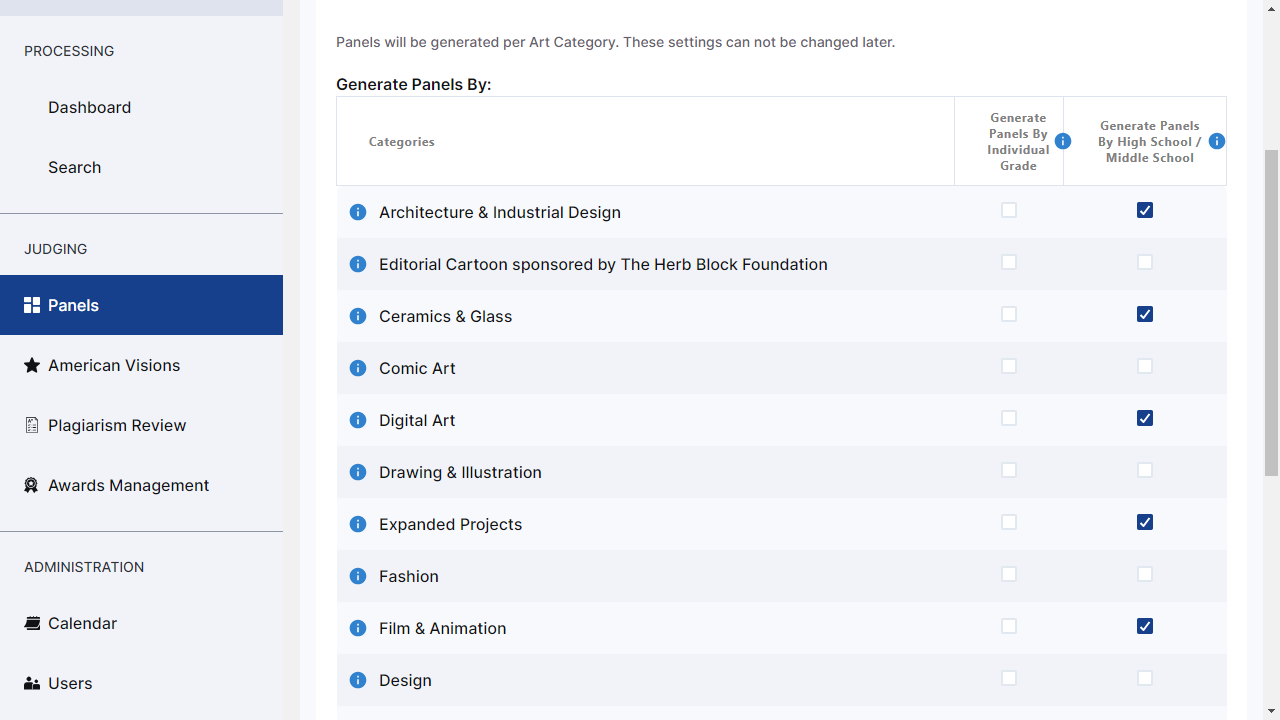 PROCESSING
Dashboard
Search
JUDGING
Panels
American Visions
Plagiarism Review
Awards Management
ADMINISTRATION
Calendar
Users
Panels will be generated per Art Category. These settings can not be changed later.
Generate Panels By:
Categories
Generate
Panels By
Individual
Grade
Generate Panels
By High School /
Middle School
Architecture & Industrial Design
Editorial Cartoon sponsored by The Herb Block Foundation
Ceramics & Glass
Comic Art
Digital Art
Drawing & Illustration
Expanded Projects
Fashion
Film & Animation
Design